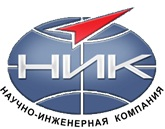 НИК
НАУЧНО-ИНЖЕНЕРНАЯ КОМПАНИЯ